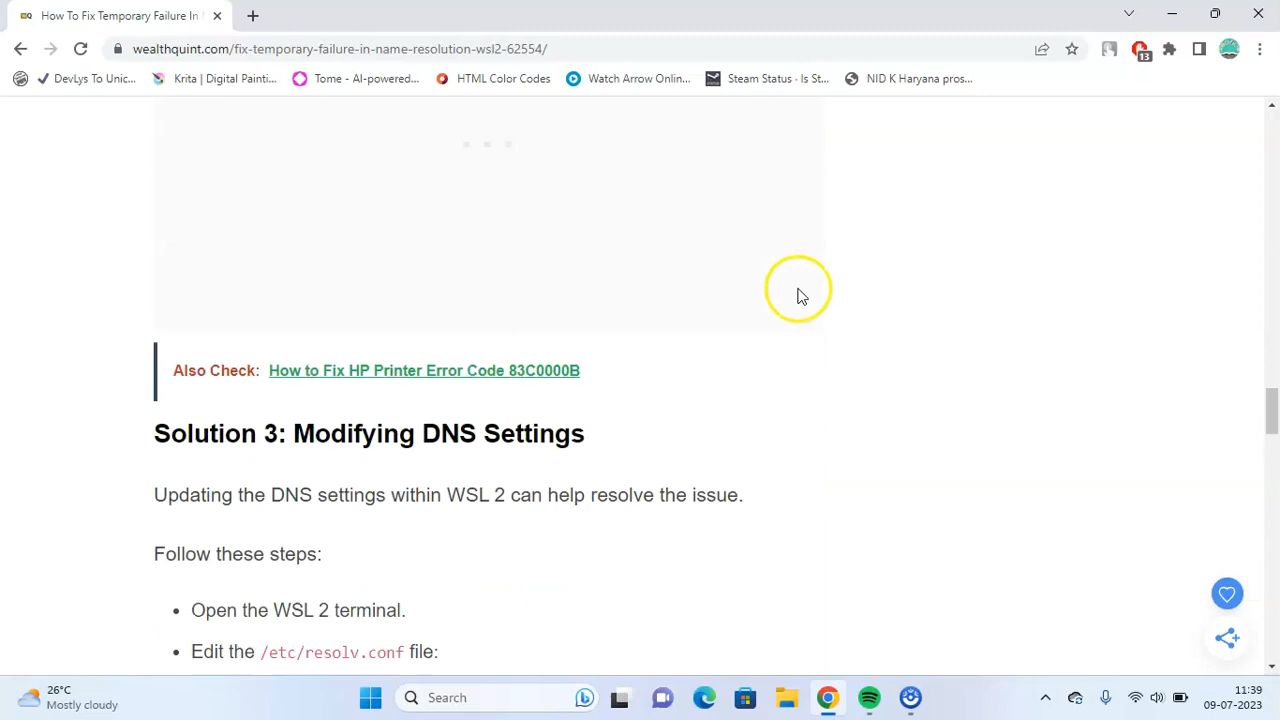 How To Fix Temporary Failure In
wealthquint.com/fix-temporary-failure-in-name-resolution-wsl2-62554/
13
DevLys To Unic...
Krita | Digital Painti...
Tome - AI-powered...
HTML Color Codes
Watch Arrow Online...
Steam Status · Is St...
NID K Haryana pros...
Also Check: How to Fix HP Printer Error Code 83C0000B
Solution 3: Modifying DNS Settings
Updating the DNS settings within WSL 2 can help resolve the issue.
Follow these steps:
• Open the WSL 2 terminal.
• Edit the /etc/resolv.conf file:
26°C
Mostly cloudy
Search
11:39
09-07-2023